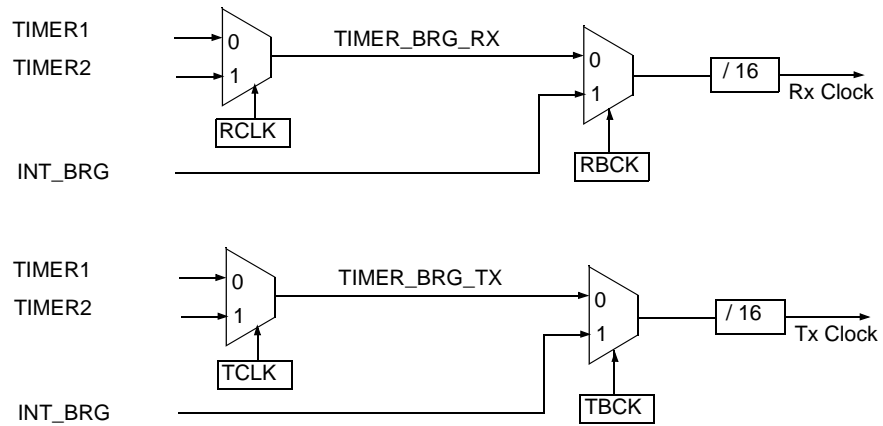 TIMER1
TIMER_BRG_RX
0
0
TIMER2
1
1
/ 16
Rx Clock
RCLK
RBCK
INT_BRG
TIMER1
TIMER_BRG_TX
0
0
TIMER2
1
1
/ 16
Tx Clock
TCLK
TBCK
INT_BRG